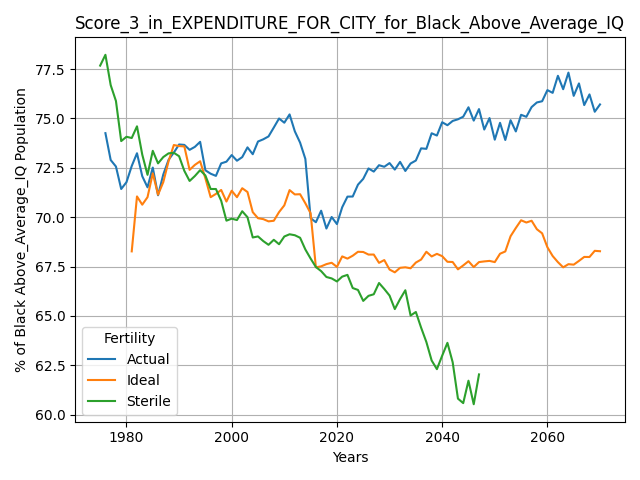 Score_3_in_EXPENDITURE_FOR_CITY_for_Black_Above_Average_IQ
% of Black Above_Average_IQ Population
77.5
75.0
72.5
70.0
67.5
65.0
62.5
60.0
Fertility
Actual
Ideal
Sterile
1980
2000
2020
2040
2060
Years